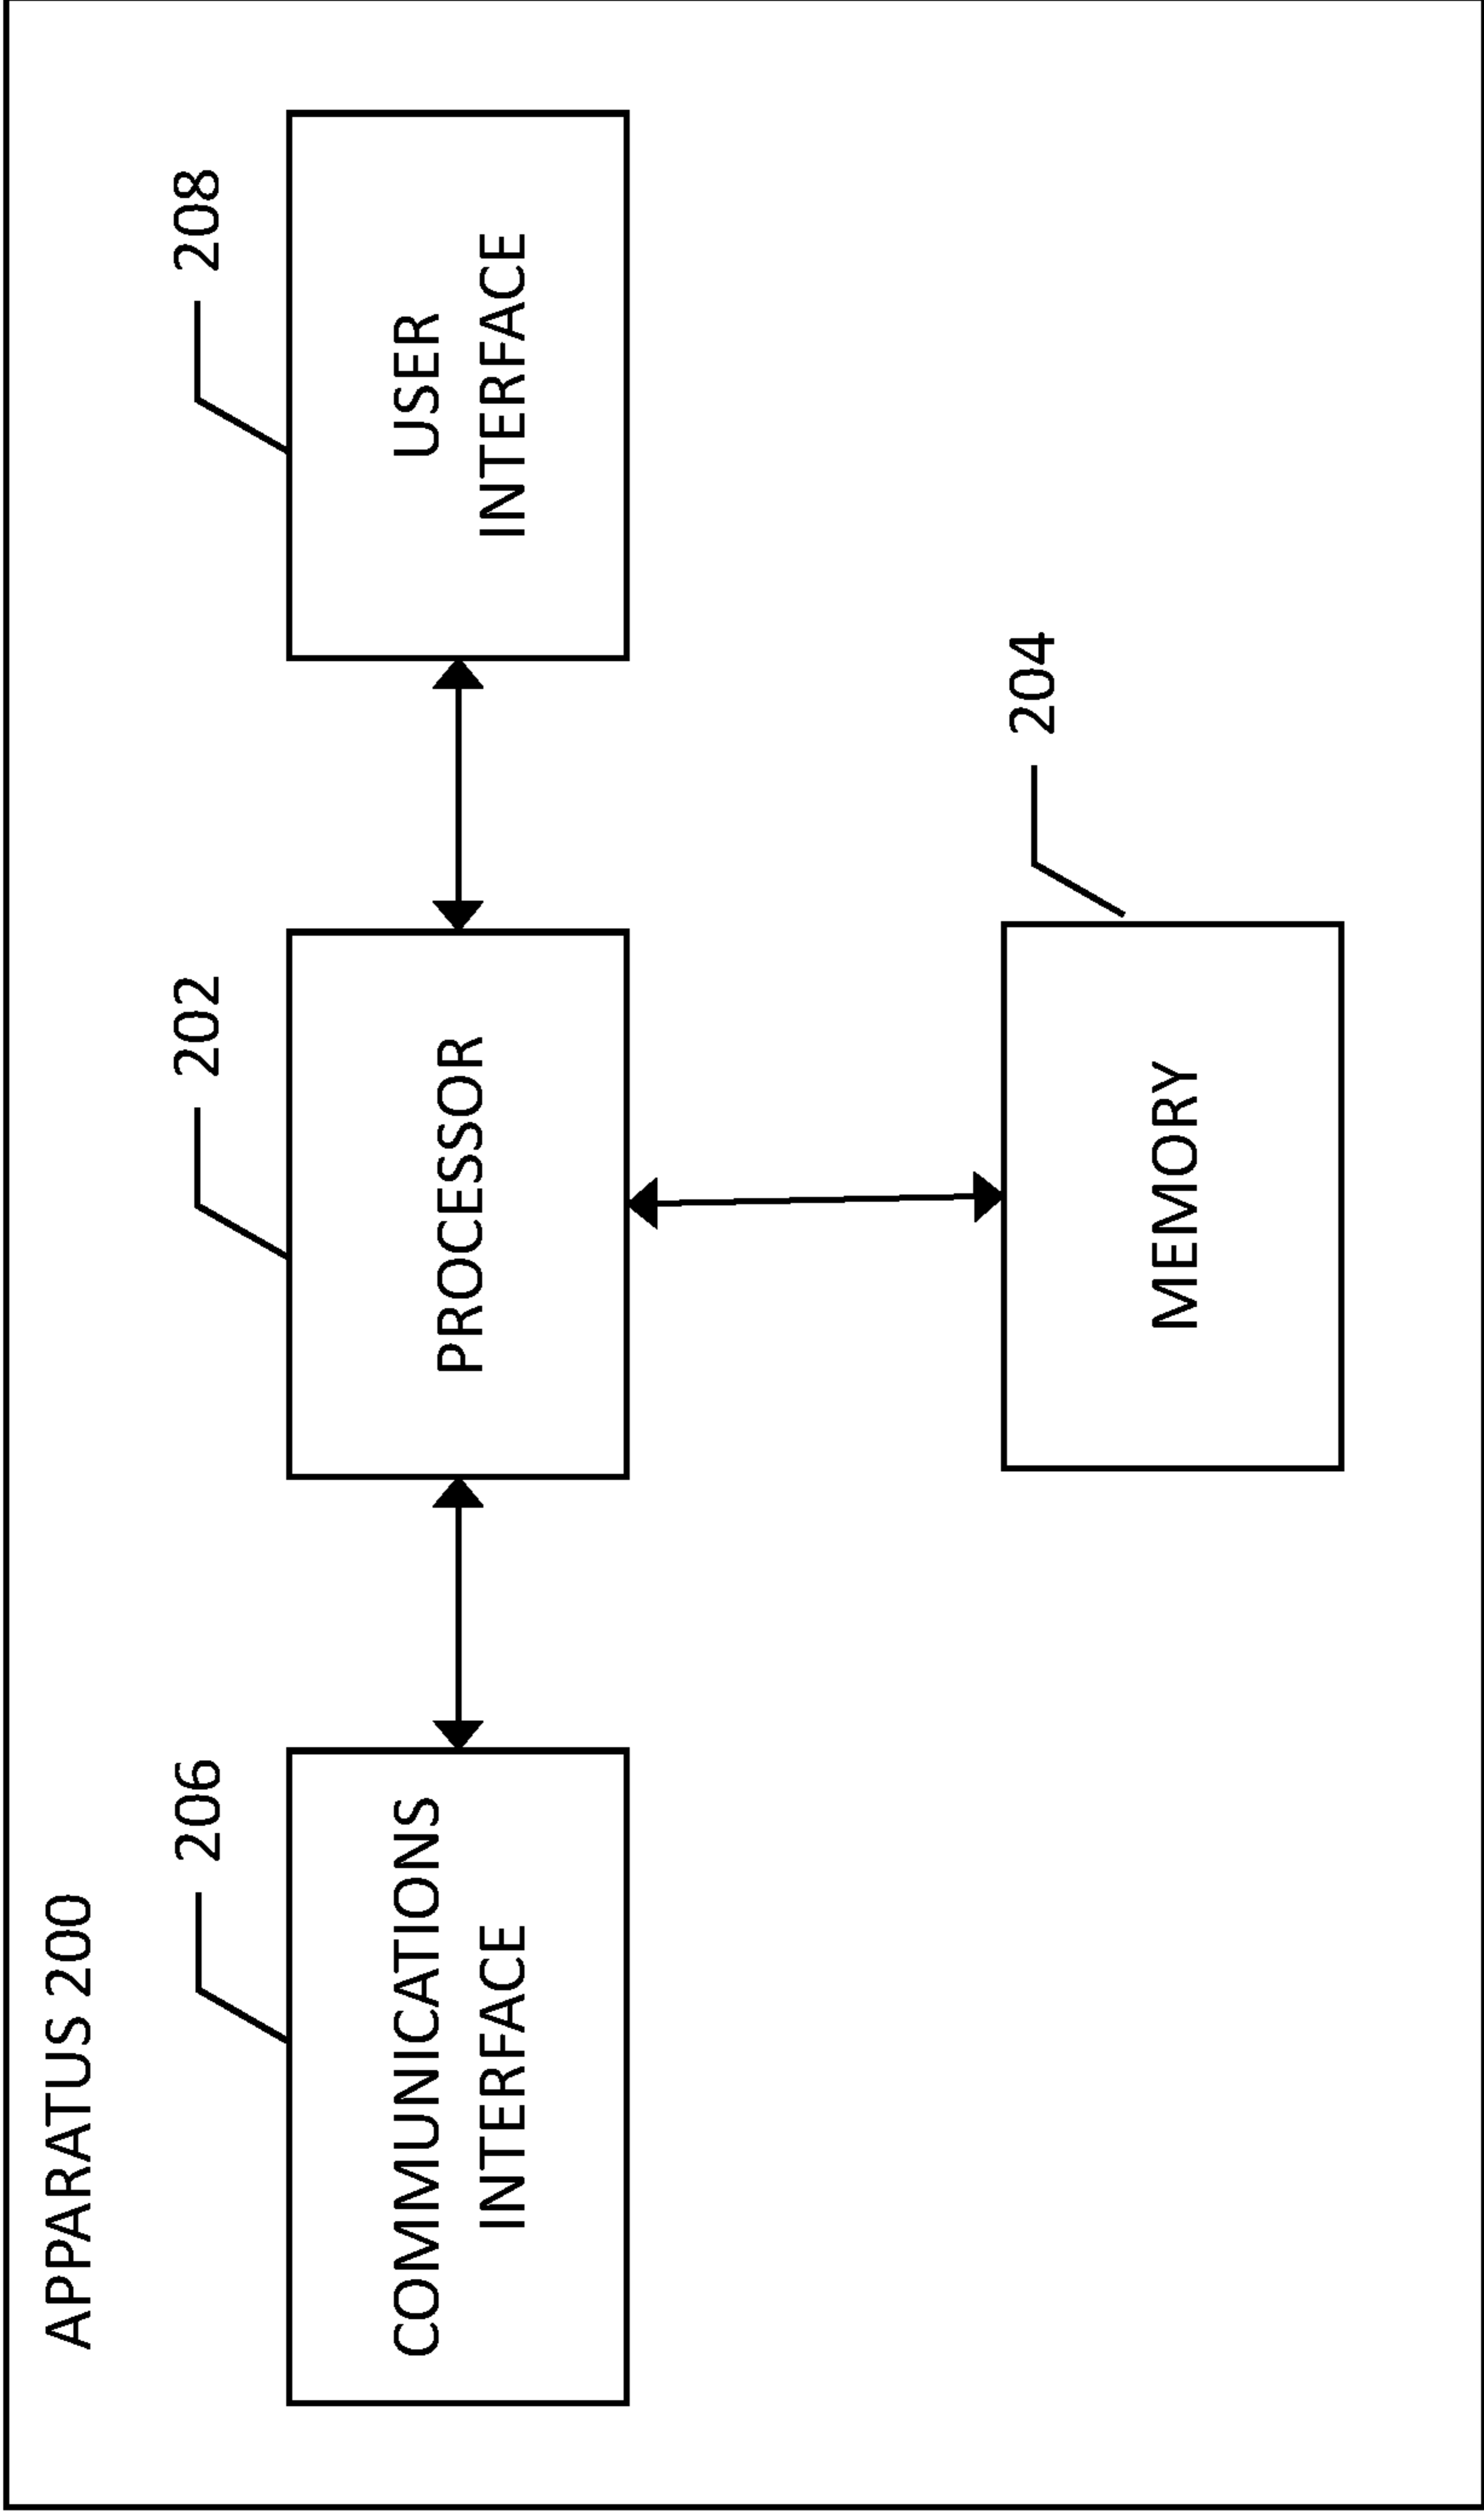 APPARATUS 200
206
202
208
COMMUNICATIONS
INTERFACE
PROCESSOR
USER
INTERFACE
204
MEMORY